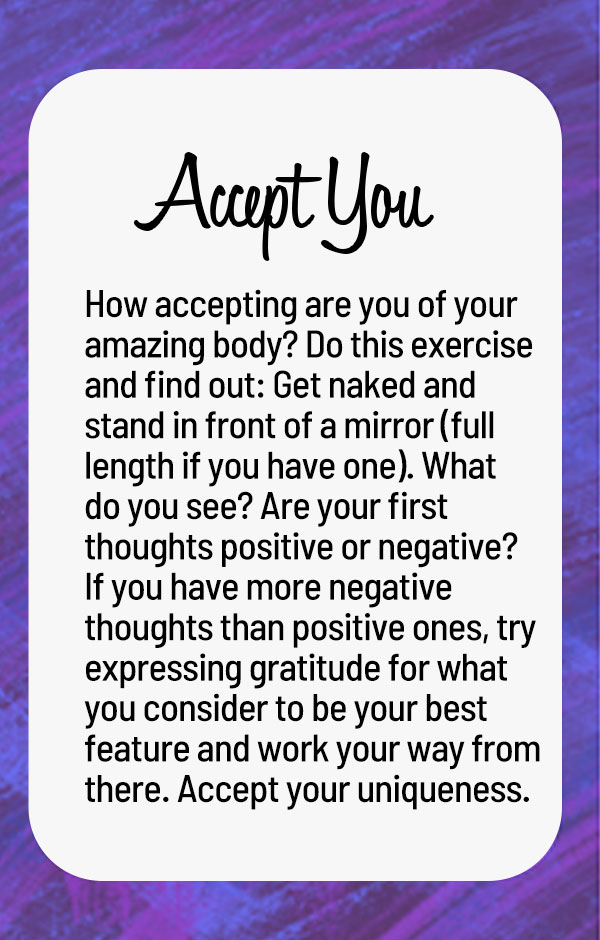 Accept You
How accepting are you of your
amazing body? Do this exercise
and find out: Get naked and
stand in front of a mirror (full
length if you have one). What
do you see? Are your first
thoughts positive or negative?
If you have more negative
thoughts than positive ones, try
expressing gratitude for what
you consider to be your best
feature and work your way from
there. Accept your uniqueness.